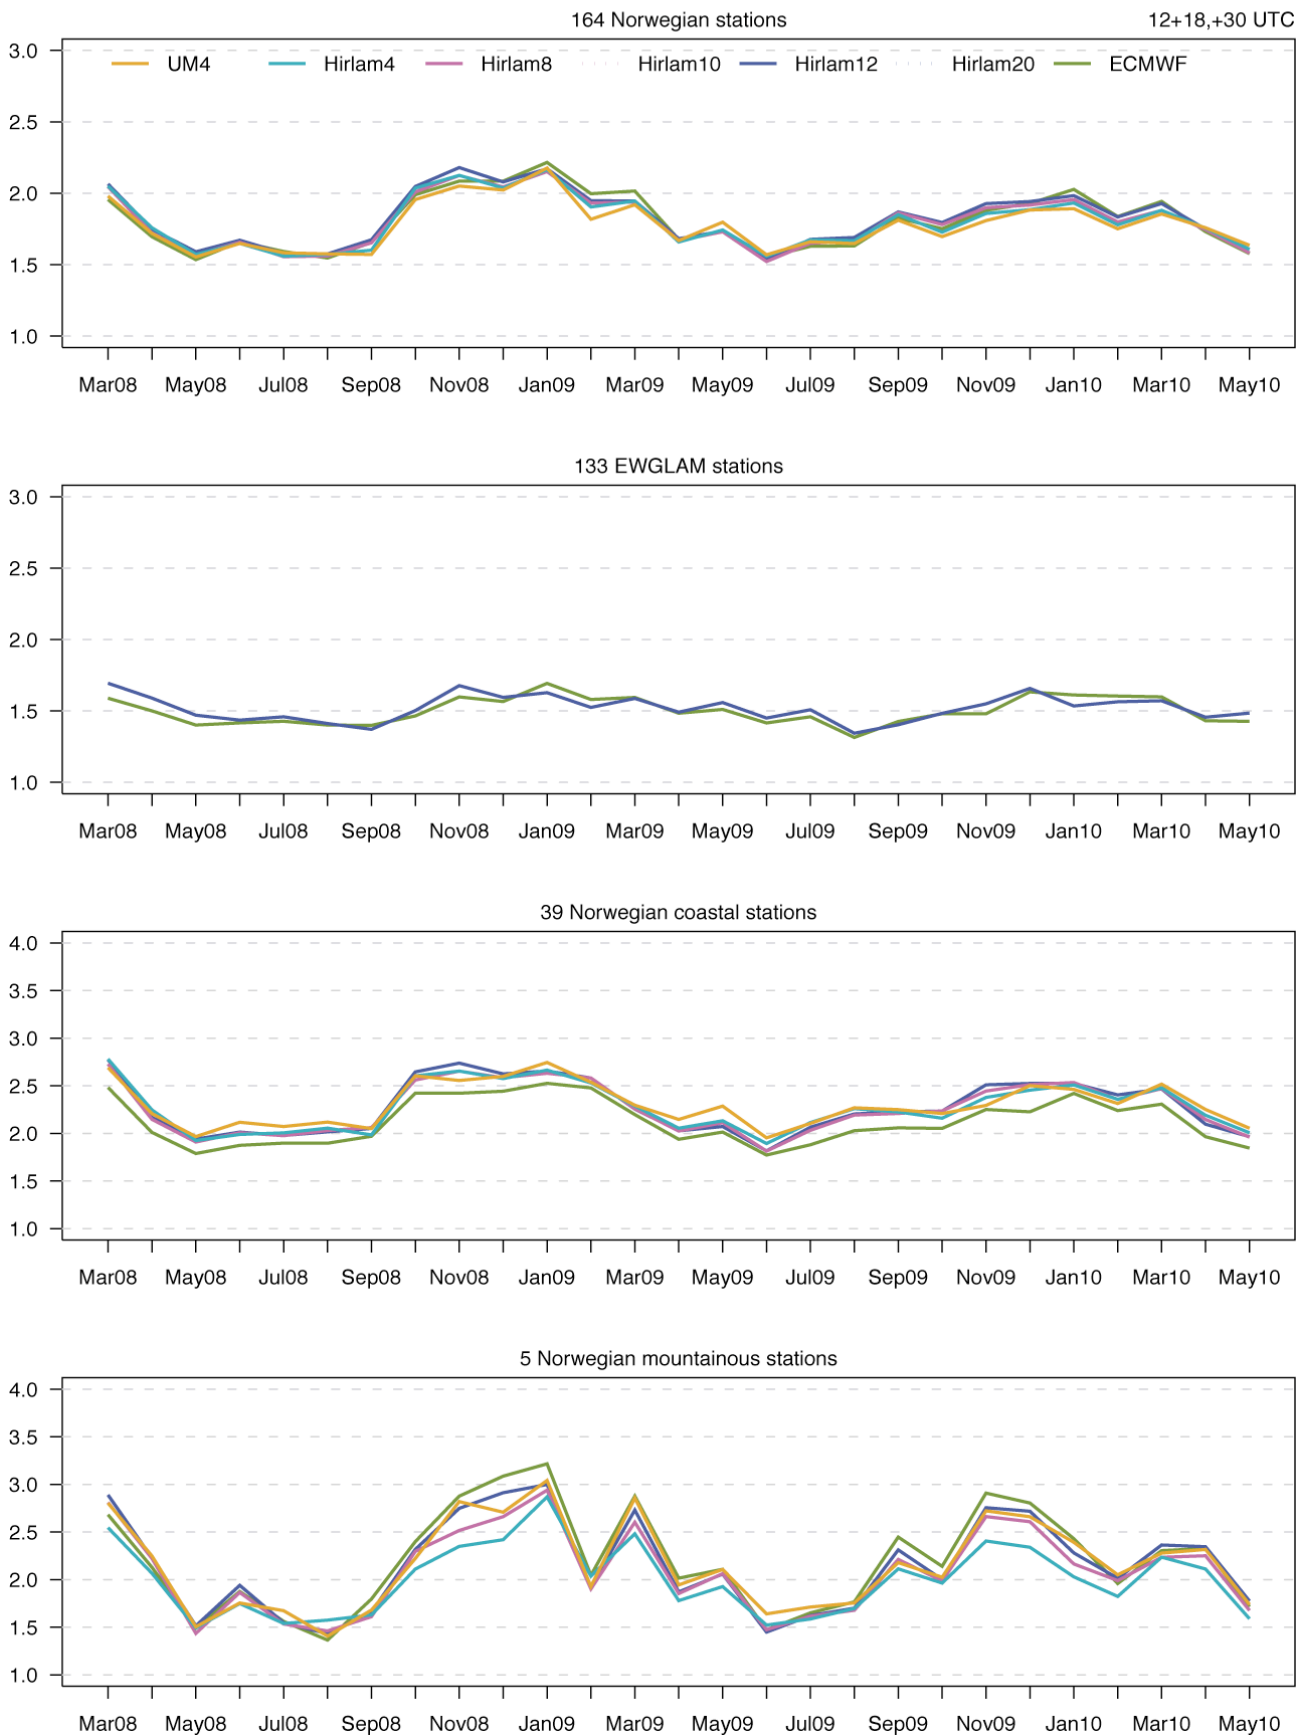 164 Norwegian stations 12+18,+30 UTC
3.0
UM4 Hirlam4 Hirlam8 Hirlam10 Hirlam12 Hirlam20 ECMWF
2.5
2.0
1.5
1.0
Mar08 May08 Jul08 Sep08 Nov08 Jan09 Mar09 May09 Jul09 Sep09 Nov09 Jan10 Mar10 May10
133 EWGLAM stations
3.0
2.5
2.0
1.5
1.0
Mar08 May08 Jul08 Sep08 Nov08 Jan09 Mar09 May09 Jul09 Sep09 Nov09 Jan10 Mar10 May10
39 Norwegian coastal stations
4.0
3.5
3.0
2.5
2.0
1.5
1.0
Mar08 May08 Jul08 Sep08 Nov08 Jan09 Mar09 May09 Jul09 Sep09 Nov09 Jan10 Mar10 May10
5 Norwegian mountainous stations
4.0
3.5
3.0
2.5
2.0
1.5
1.0
Mar08 May08 Jul08 Sep08 Nov08 Jan09 Mar09 May09 Jul09 Sep09 Nov09 Jan10 Mar10 May10